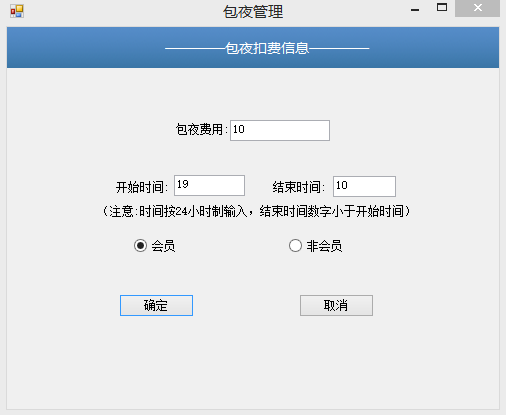 包夜管理
————包夜扣费信息————
包夜费用: 10
开始时间: 19 结束时间: 10
(注意:时间按24小时制输入，结束时间数字小于开始时间)
会员 非会员
确定 取消